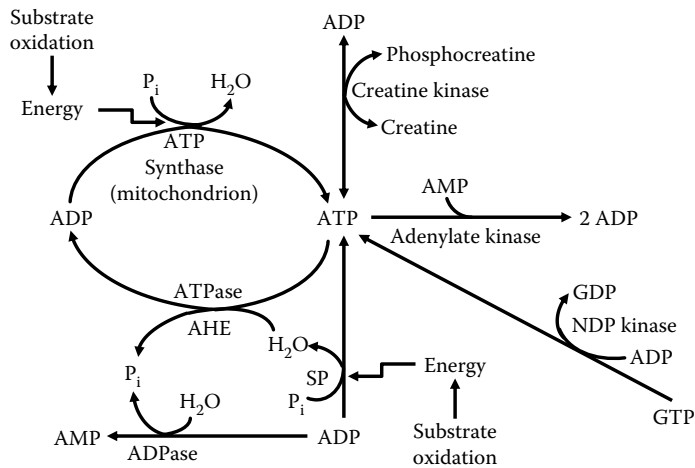 Substrate
oxidation
Energy
Pi
H2O
ATP
Synthase
(mitochondrion)
ADP
Phosphocreatine
Creatine kinase
Creatine
ADP
ATP
AMP
Adenylate kinase
2 ADP
ATPase
AHE
H2O
Pi
GDP
NDP kinase
ADP
GTP
SP
Pi
Energy
Substrate
oxidation
H2O
AMP
ADPase
ADP